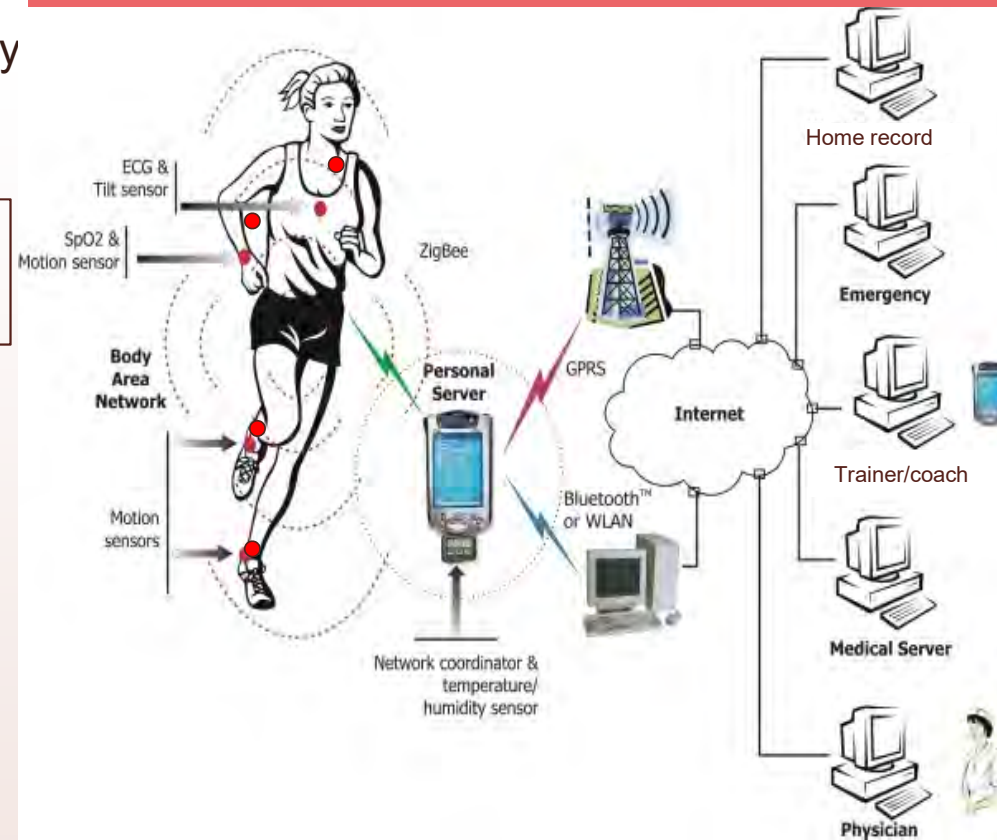 y
ECG &
Tilt sensor
SpO2 &
Motion sensor
ZigBee
Body
Area
Network
Motion
sensors
Personal
Server
Network coordinator &
temperature/
humidity sensor
GPRS
Bluetooth™
or WLAN
Internet
Home record
Emergency
Trainer/coach
Medical Server
Physician